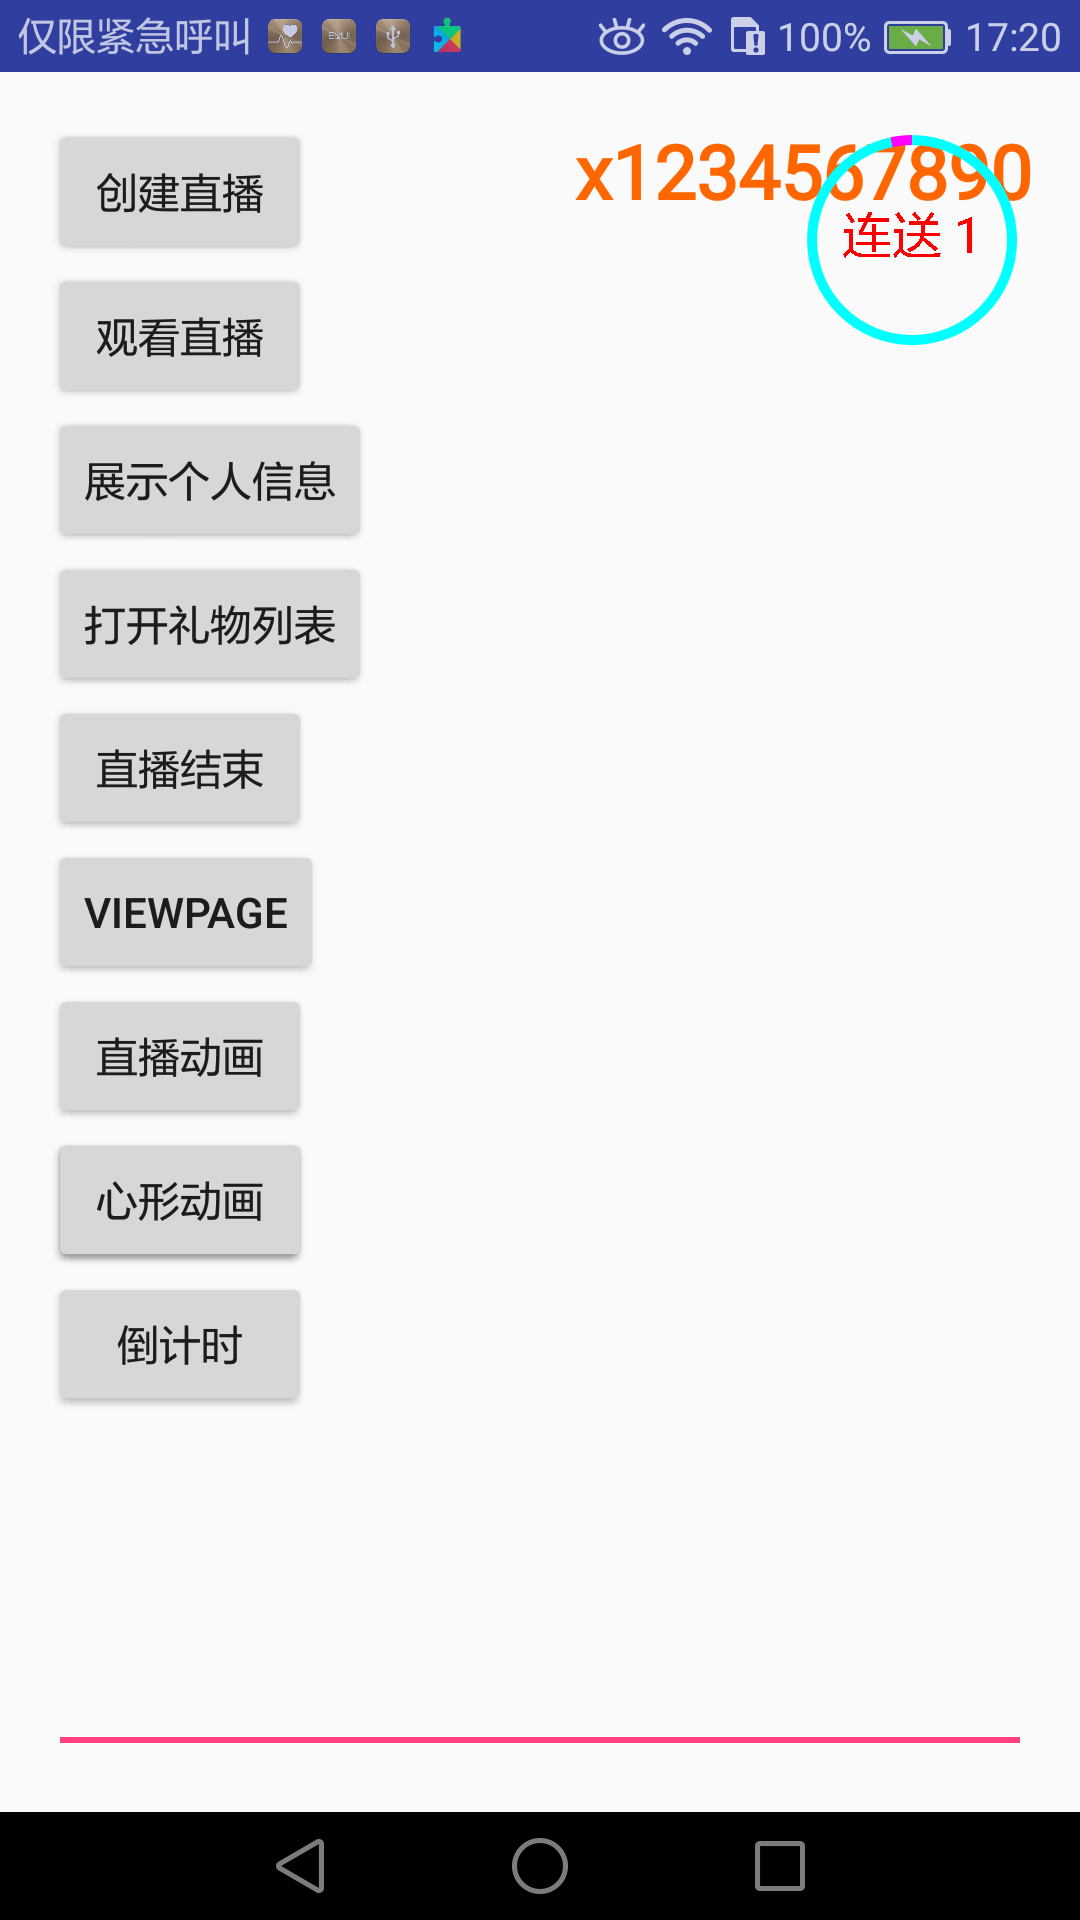 仅限紧急呼叫 EMUI 100% 17:20
创建直播
x1234567890
连送 1
观看直播
展示个人信息
打开礼物列表
直播结束
VIEWPAGE
直播动画
心形动画
倒计时